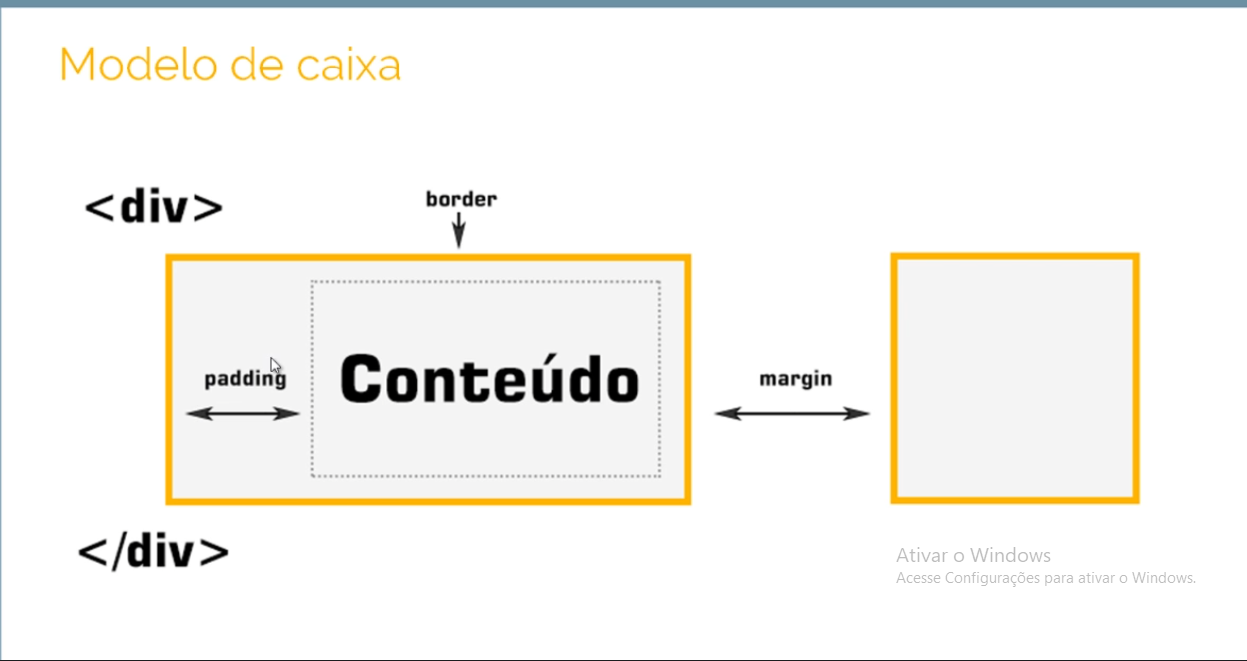 Modelo de caixa
<div>
border
padding
Conteúdo
margin
</div>
Ativar o Windows
Acesse Configurações para ativar o Windows.